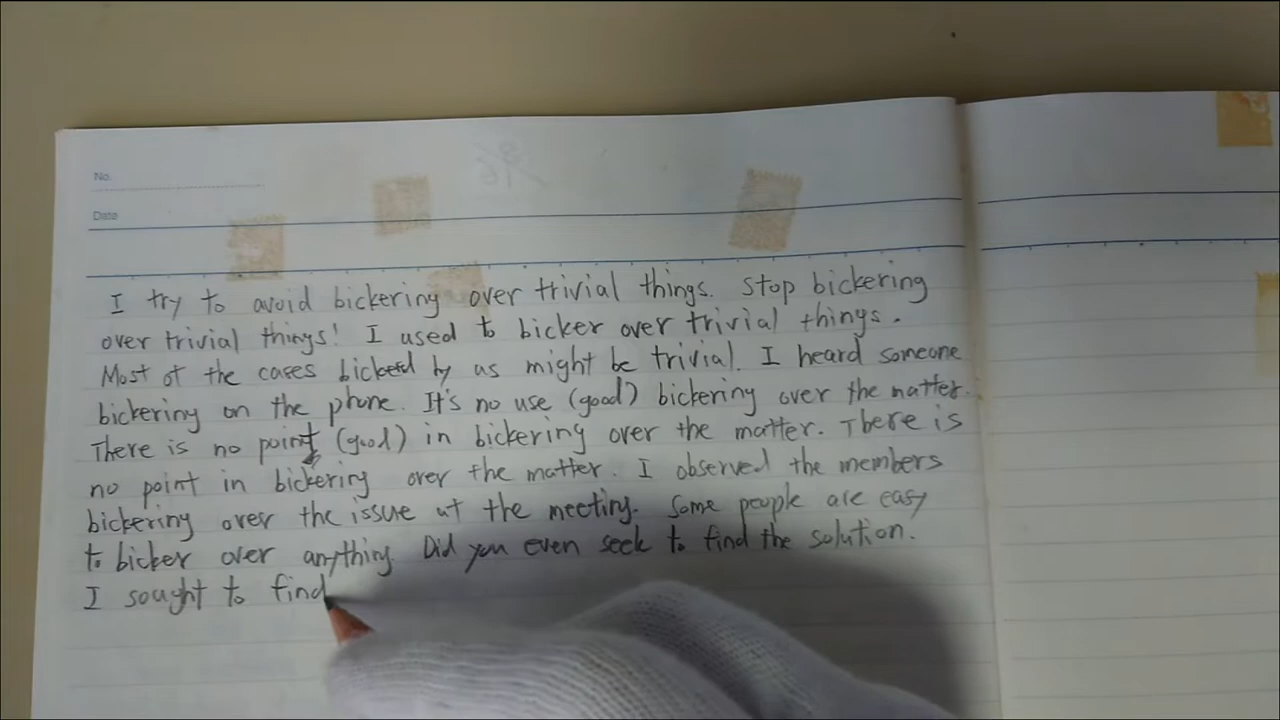 No.
Date
I try to avoid bickering over trivial things. Stop bickering
over trivial things! I used to bicker over trivial things.
Most of the cases bickered by us might be trivial. I heard someone
bickering on the phone. It's no use (good) bickering over the matter.
There is no point (good) in bickering over the matter. There is
no point in bickering over the matter. I observed the members
bickering over the issue at the meeting. Some people are easy
to bicker over anything. Did you even seek to find the solution.
I sought to find